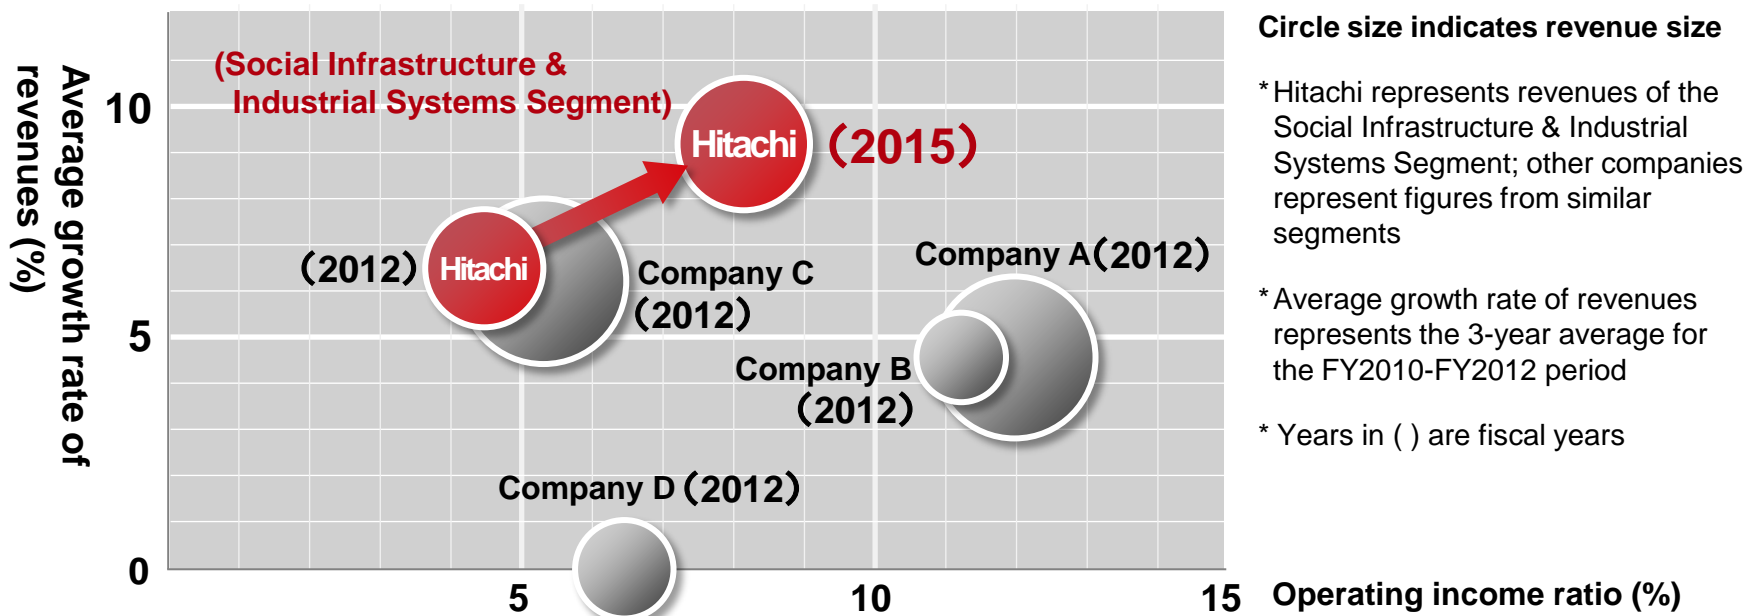 Average growth rate of
revenues (%)
10
5
0
5
10
15
Operating income ratio (%)
(Social Infrastructure &
Industrial Systems Segment)
Hitachi
（2015）
（2012）
Hitachi
Company C
（2012）
Company A（2012）
Company B
（2012）
Company D（2012）
Circle size indicates revenue size
* Hitachi represents revenues of the
Social Infrastructure & Industrial
Systems Segment; other companies
represent figures from similar
segments
* Average growth rate of revenues
represents the 3-year average for
the FY2010-FY2012 period
* Years in ( ) are fiscal years